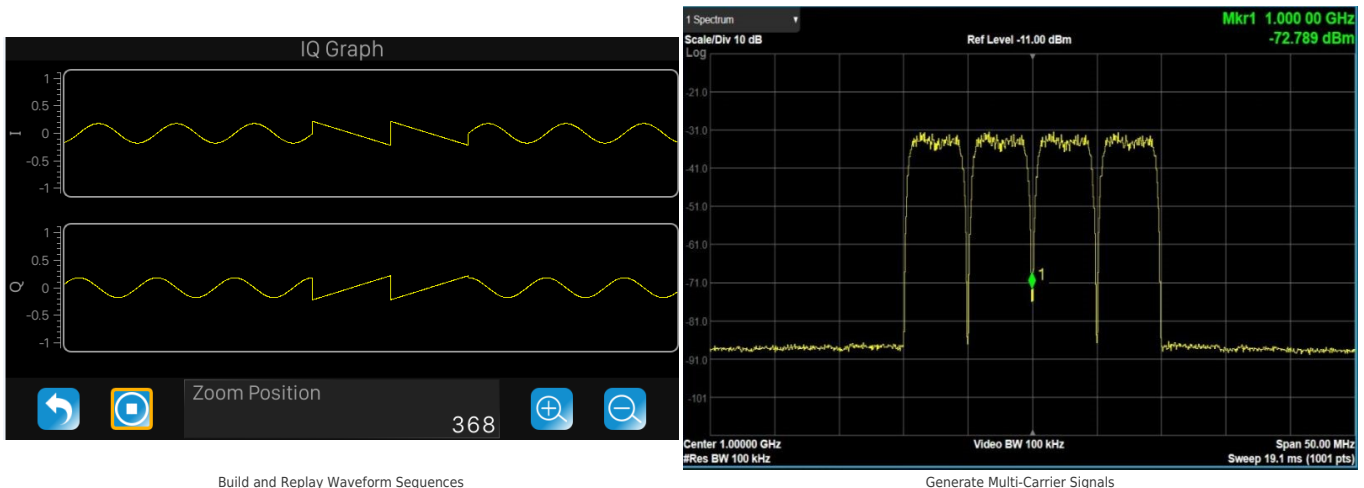 IQ Graph
1
0.5
I 0
-0.5
-1
1
0.5
Q 0
-0.5
-1
Zoom Position
368
Build and Replay Waveform Sequences
1 Spectrum
Mkr1 1.000 00 GHz
Scale/Div 10 dB Ref Level -11.00 dBm -72.789 dBm
Log
-21.0
-31.0
-41.0
-51.0
-61.0
1
-71.0
-81.0
-91.0
-101
Center 1.00000 GHz Video BW 100 kHz Span 50.00 MHz
#Res BW 100 kHz Sweep 19.1 ms (1001 pts)
Generate Multi-Carrier Signals